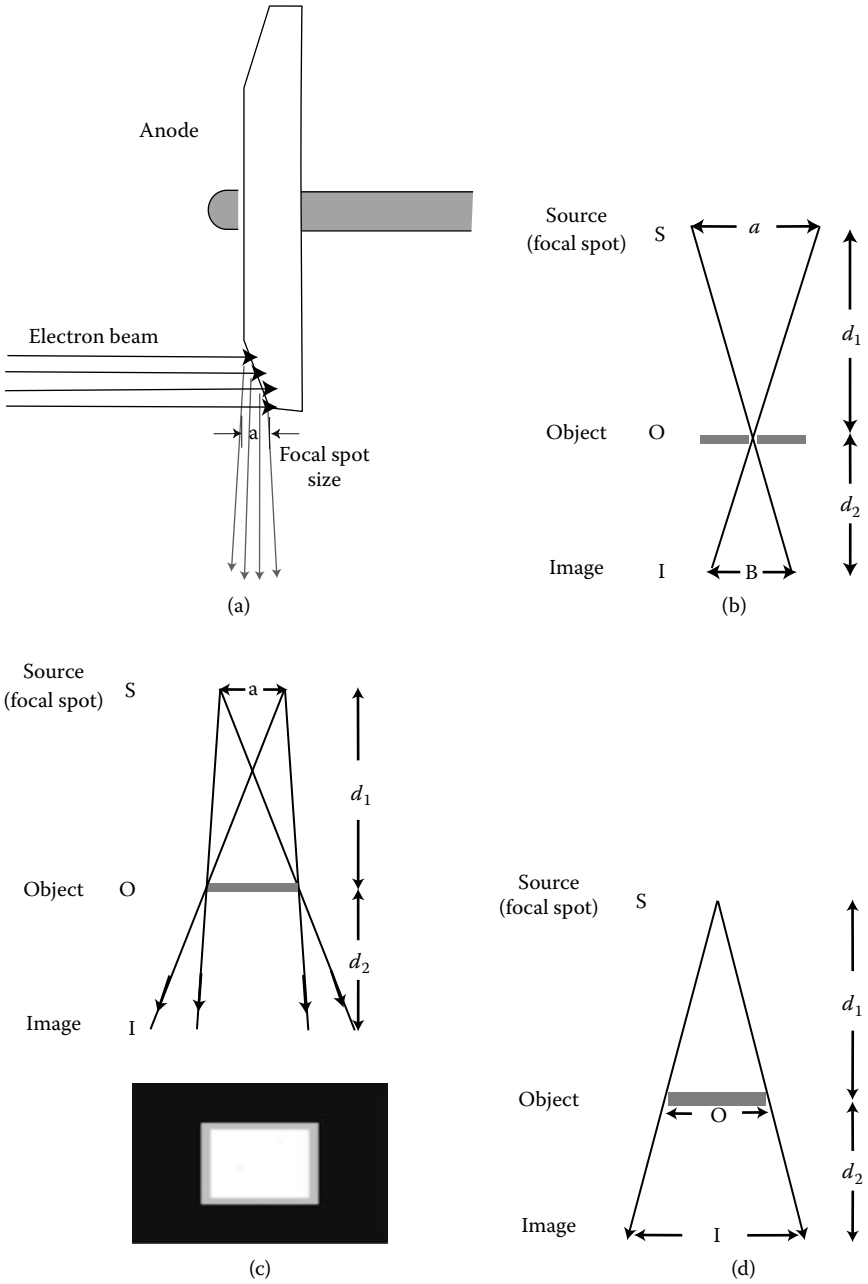 Anode
Electron beam
a
Focal spot
size
(a)
Source
(focal spot) S
a
d1
Object O
d2
Image I
B
(b)
Source
(focal spot) S
a
d1
Object O
d2
Image I
(c)
Source
(focal spot) S
d1
Object
O
d2
Image
I
(d)